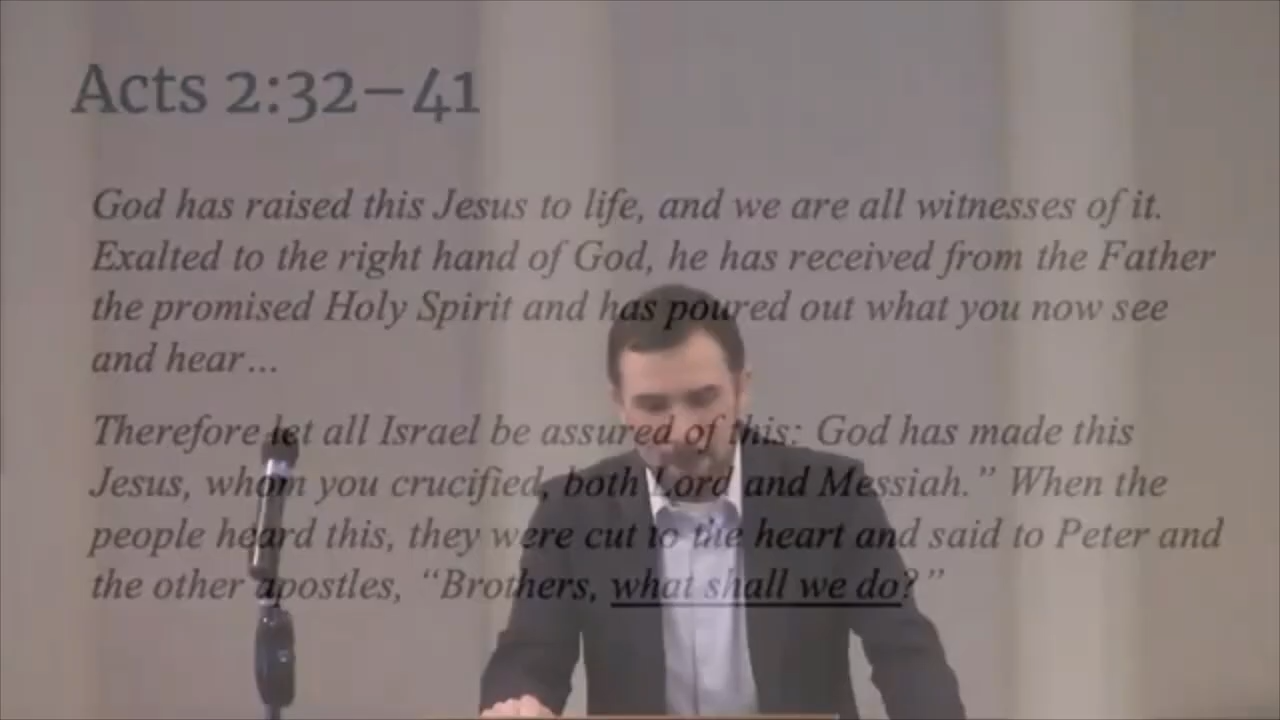 Acts 2:32–41
God has raised this Jesus to life, and we are all witnesses of it.
Exalted to the right hand of God, he has received from the Father
the promised Holy Spirit and has poured out what you now see
and hear…
Therefore let all Israel be assured of this: God has made this
Jesus, whom you crucified, both Lord and Messiah.” When the
people heard this, they were cut to the heart and said to Peter and
the other apostles, “Brothers, what shall we do?”